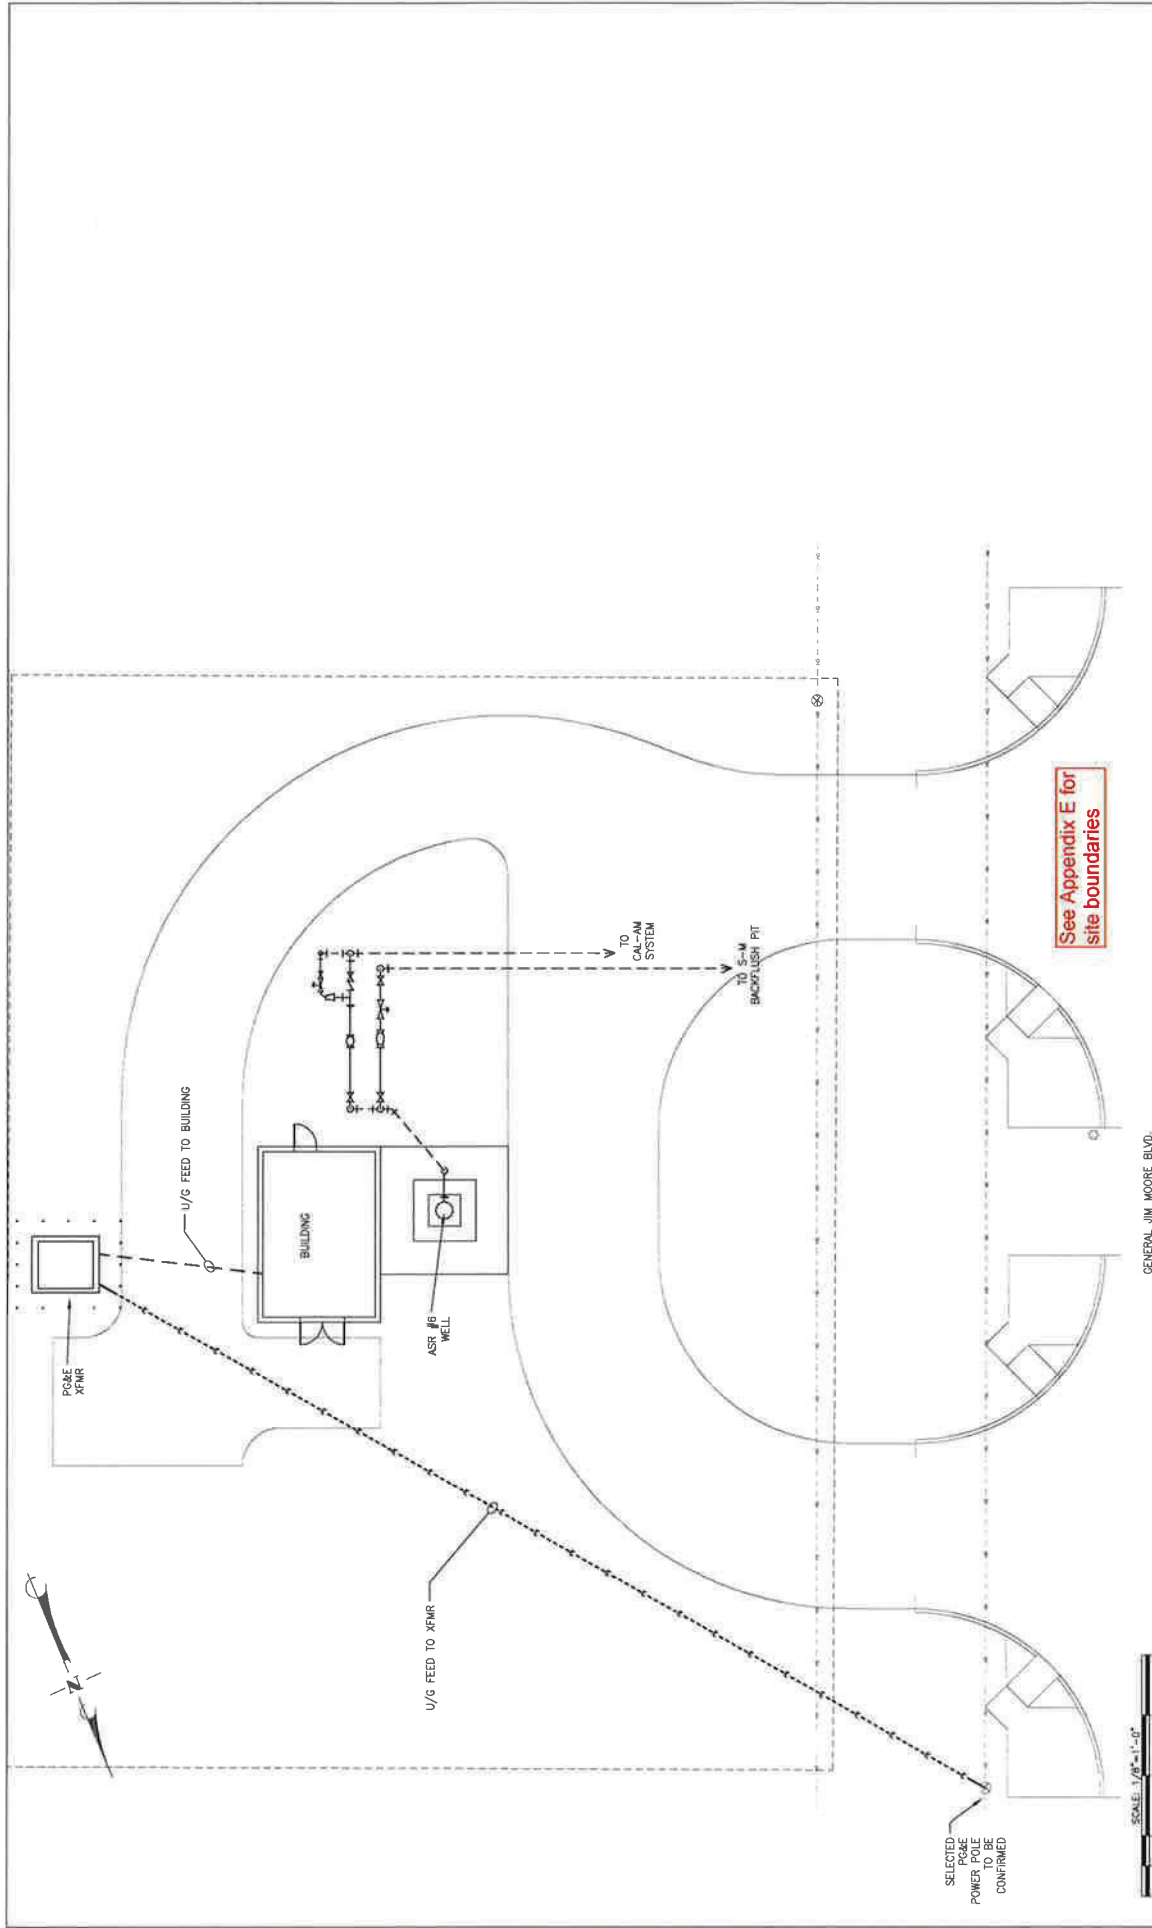 PG&E
XFMR
U/G FEED TO BUILDING
BUILDING
ASR #6
WELL
TO
CAL-AM
SYSTEM
TO S-M
BACKFLUSH PIT
U/G FEED TO XFMR
N
SELECTED
PG&E
POWER POLE
TO BE
CONFIRMED
See Appendix E for
site boundaries
GENERAL JIM MOORE BLVD.
SCALE: 1/8"=1'-0"